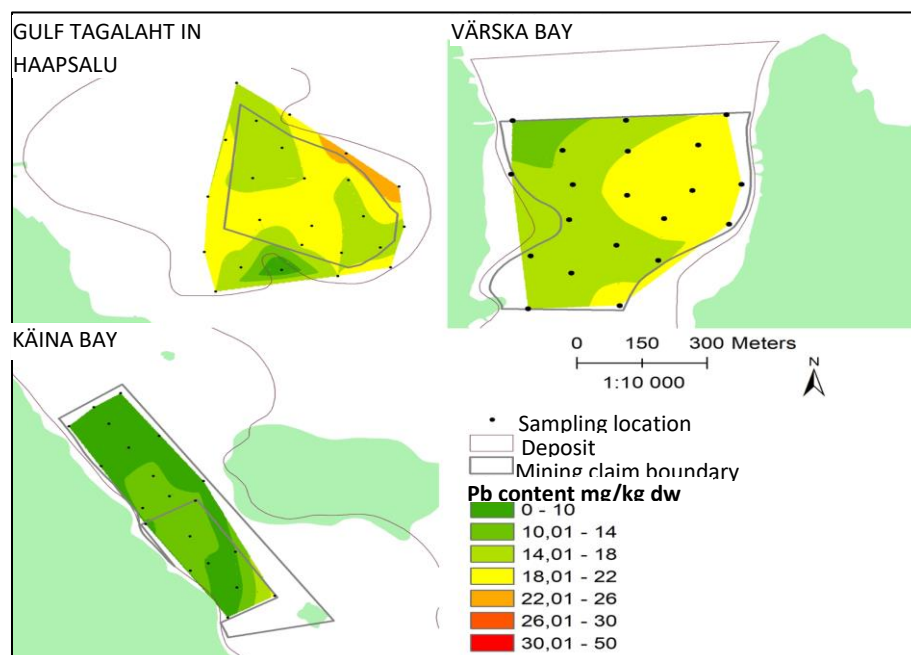 GULF TAGALAHT IN
HAAPSALU
VÄRSKA BAY
KÄINA BAY
0 150 300 Meters
1:10 000
N
Sampling location
Deposit
Mining claim boundary
Pb content mg/kg dw
0 - 10
10,01 - 14
14,01 - 18
18,01 - 22
22,01 - 26
26,01 - 30
30,01 - 50